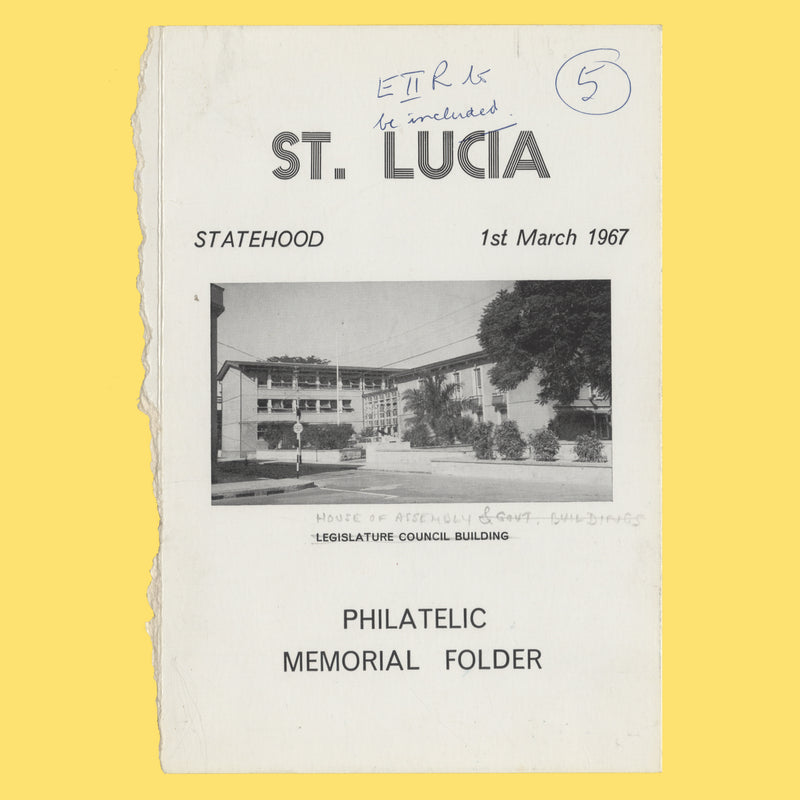 EIIR to
be included.
5
ST. LUCIA
STATEHOOD 1st March 1967
HOUSE OF ASSEMBLY & GOVT. BUILDINGS
LEGISLATURE COUNCIL BUILDING
PHILATELIC
MEMORIAL FOLDER